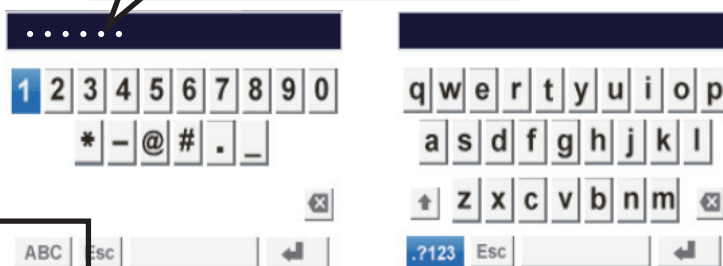 1 2 3 4 5 6 7 8 9 0
* – @ # . _
ABC Esc
q w e r t y u i o p
a s d f g h j k l
z x c v b n m
.?123 Esc